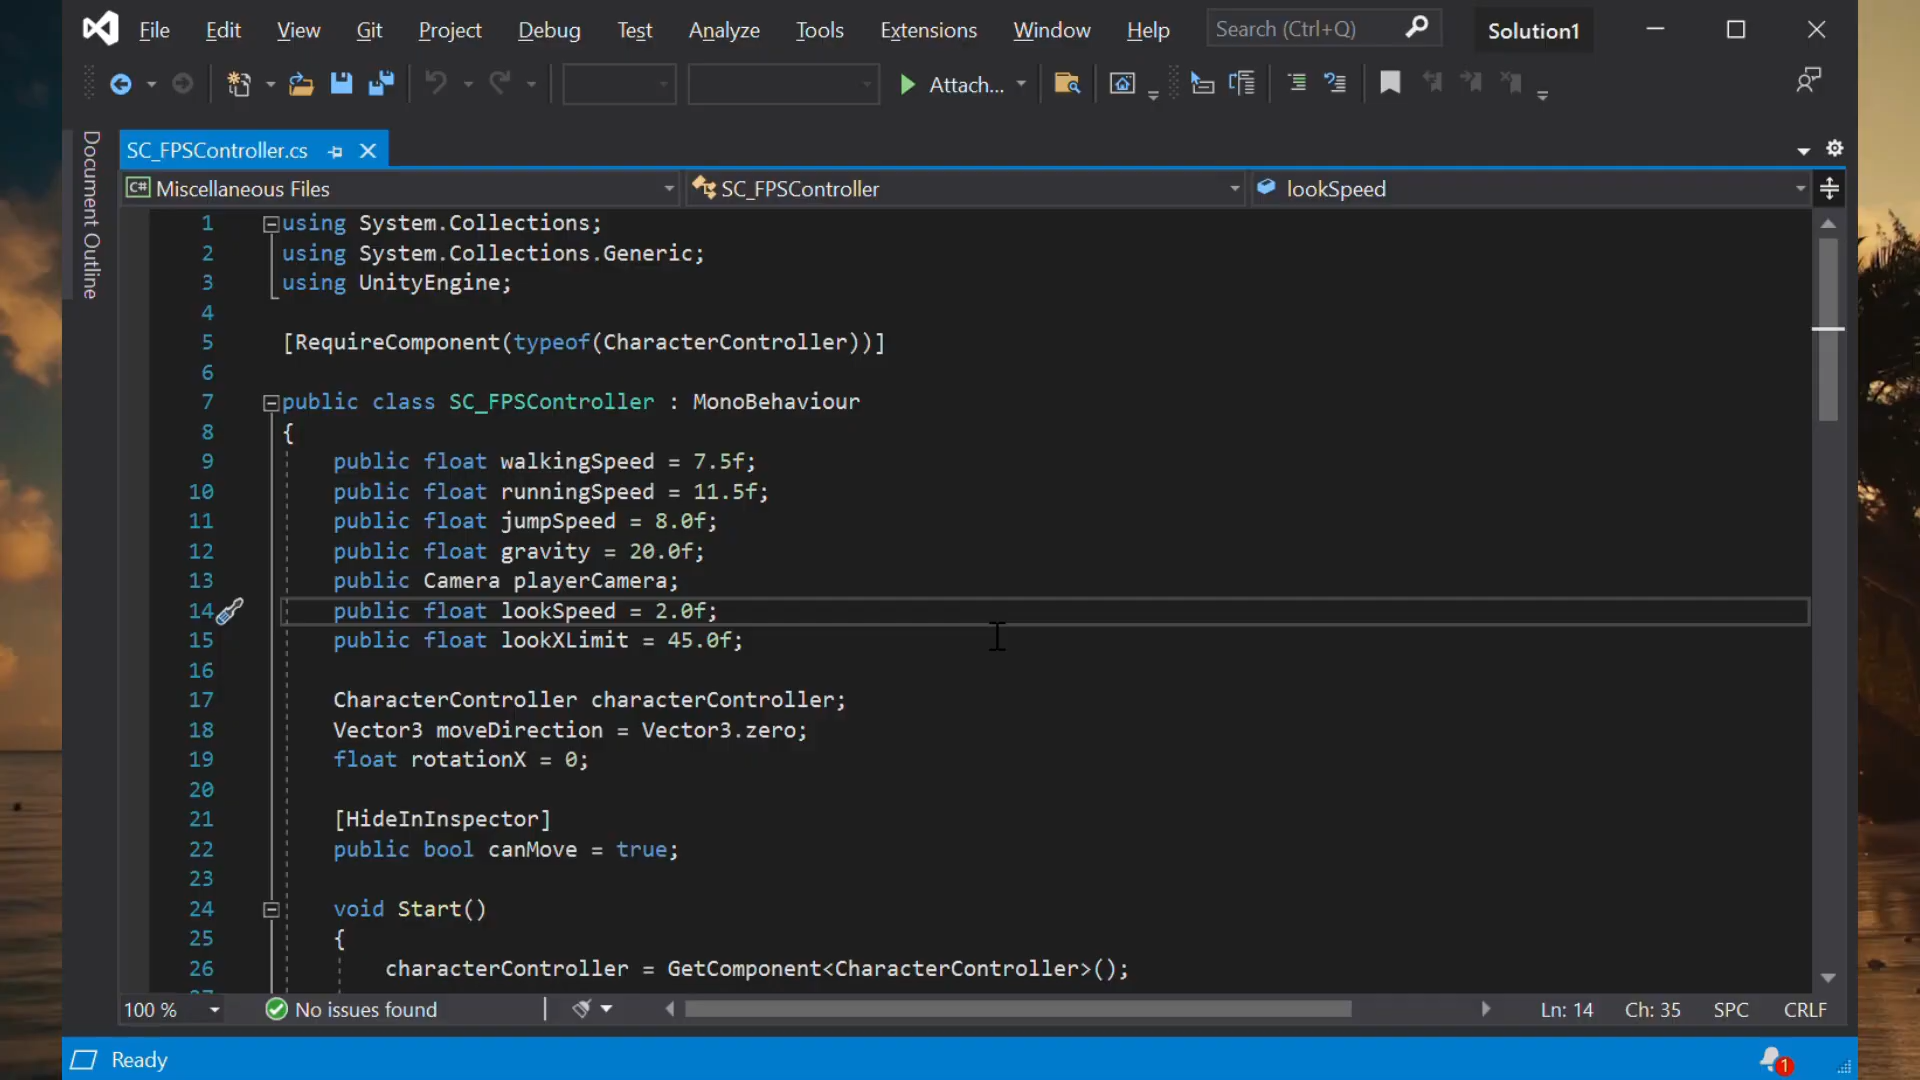 File Edit View Git Project Debug Test Analyze Tools Extensions Window Help Search (Ctrl+Q) Solution1
Attach...
Document Outline
SC_FPSController.cs
C# Miscellaneous Files SC_FPSController lookSpeed
1 using System.Collections;
2 using System.Collections.Generic;
3 using UnityEngine;
4
5 [RequireComponent(typeof(CharacterController))]
6
7 public class SC_FPSController : MonoBehaviour
8 {
9 public float walkingSpeed = 7.5f;
10 public float runningSpeed = 11.5f;
11 public float jumpSpeed = 8.0f;
12 public float gravity = 20.0f;
13 public Camera playerCamera;
14 public float lookSpeed = 2.0f;
15 public float lookXLimit = 45.0f;
16
17 CharacterController characterController;
18 Vector3 moveDirection = Vector3.zero;
19 float rotationX = 0;
20
21 [HideInInspector]
22 public bool canMove = true;
23
24 void Start()
25 {
26 characterController = GetComponent<CharacterController>();
100 % No issues found Ln: 14 Ch: 35 SPC CRLF
Ready 1